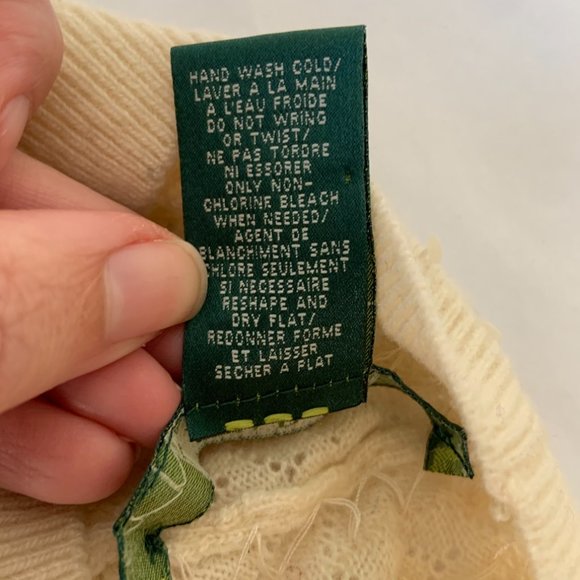 HAND WASH COLD/
LAVER A LA MAIN
A L'EAU FROIDE
DO NOT WRING
OR TWIST/
NE PAS TORDRE
NI ESSORER
ONLY NON-
CHLORINE BLEACH
WHEN NEEDED/
AGENT DE
BLANCHIMENT SANS
CHLORE SEULEMENT
SI NECESSAIRE
RESHAPE AND
DRY FLAT/
REDONNER FORME
ET LAISSER
SECHER A PLAT